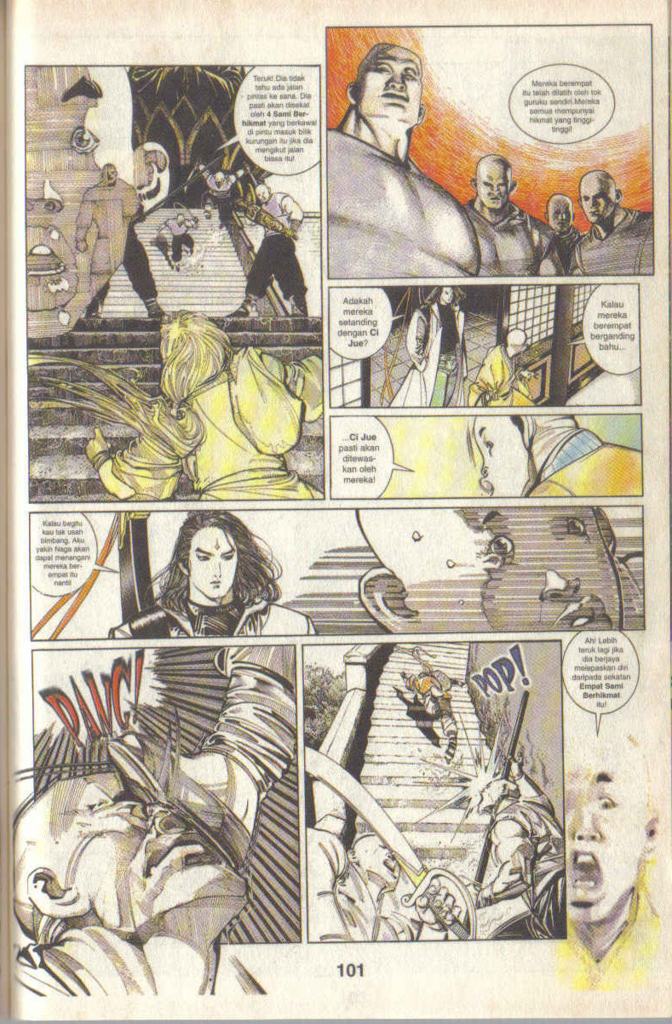 Teruk! Dia tidak
tahu ada jalan
pintas ke sana. Dia
pasti akan disekat
oleh 4 Sami Ber-
hikmat yang berkawal
di pintu masuk bilik
kurungan itu jika dia
mengikut jalan
biasa itu!
Mereka berempat
itu telah dilatih oleh tok
guruku sendiri. Mereka
semua mempunyai
hikmat yang tinggi-
tinggi!
Adakah
mereka
setanding
dengan Ci
Jue?
Kalau
mereka
berempat
berganding
bahu...
...Ci Jue
pasti akan
ditewas-
kan oleh
mereka!
Kalau begitu
kau tak usah
bimbang. Aku
yakin Naga akan
dapat menangani
mereka ber-
empat itu
nanti!
PANG!
POP!
Ah! Lebih
teruk lagi jika
dia berjaya
melepaskan diri
daripada sekatan
Empat Sami
Berhikmat
itu!
101